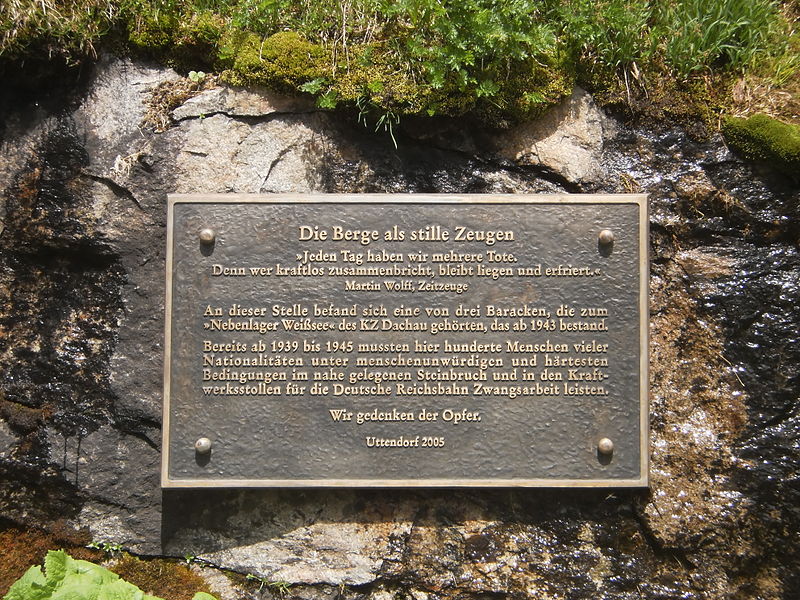 Die Berge als stille Zeugen
»Jeden Tag haben wir mehrere Tote.
Denn wer kraftlos zusammenbricht, bleibt liegen und erfriert.«
Martin Wolff, Zeitzeuge
An dieser Stelle befand sich eine von drei Baracken, die zum
»Nebenlager Weißsee« des KZ Dachau gehörten, das ab 1943 bestand.
Bereits ab 1939 bis 1945 mussten hier hunderte Menschen vieler
Nationalitäten unter menschenunwürdigen und härtesten
Bedingungen im nahe gelegenen Steinbruch und in den Kraft-
werksstollen für die Deutsche Reichsbahn Zwangsarbeit leisten.
Wir gedenken der Opfer.
Uttendorf 2005